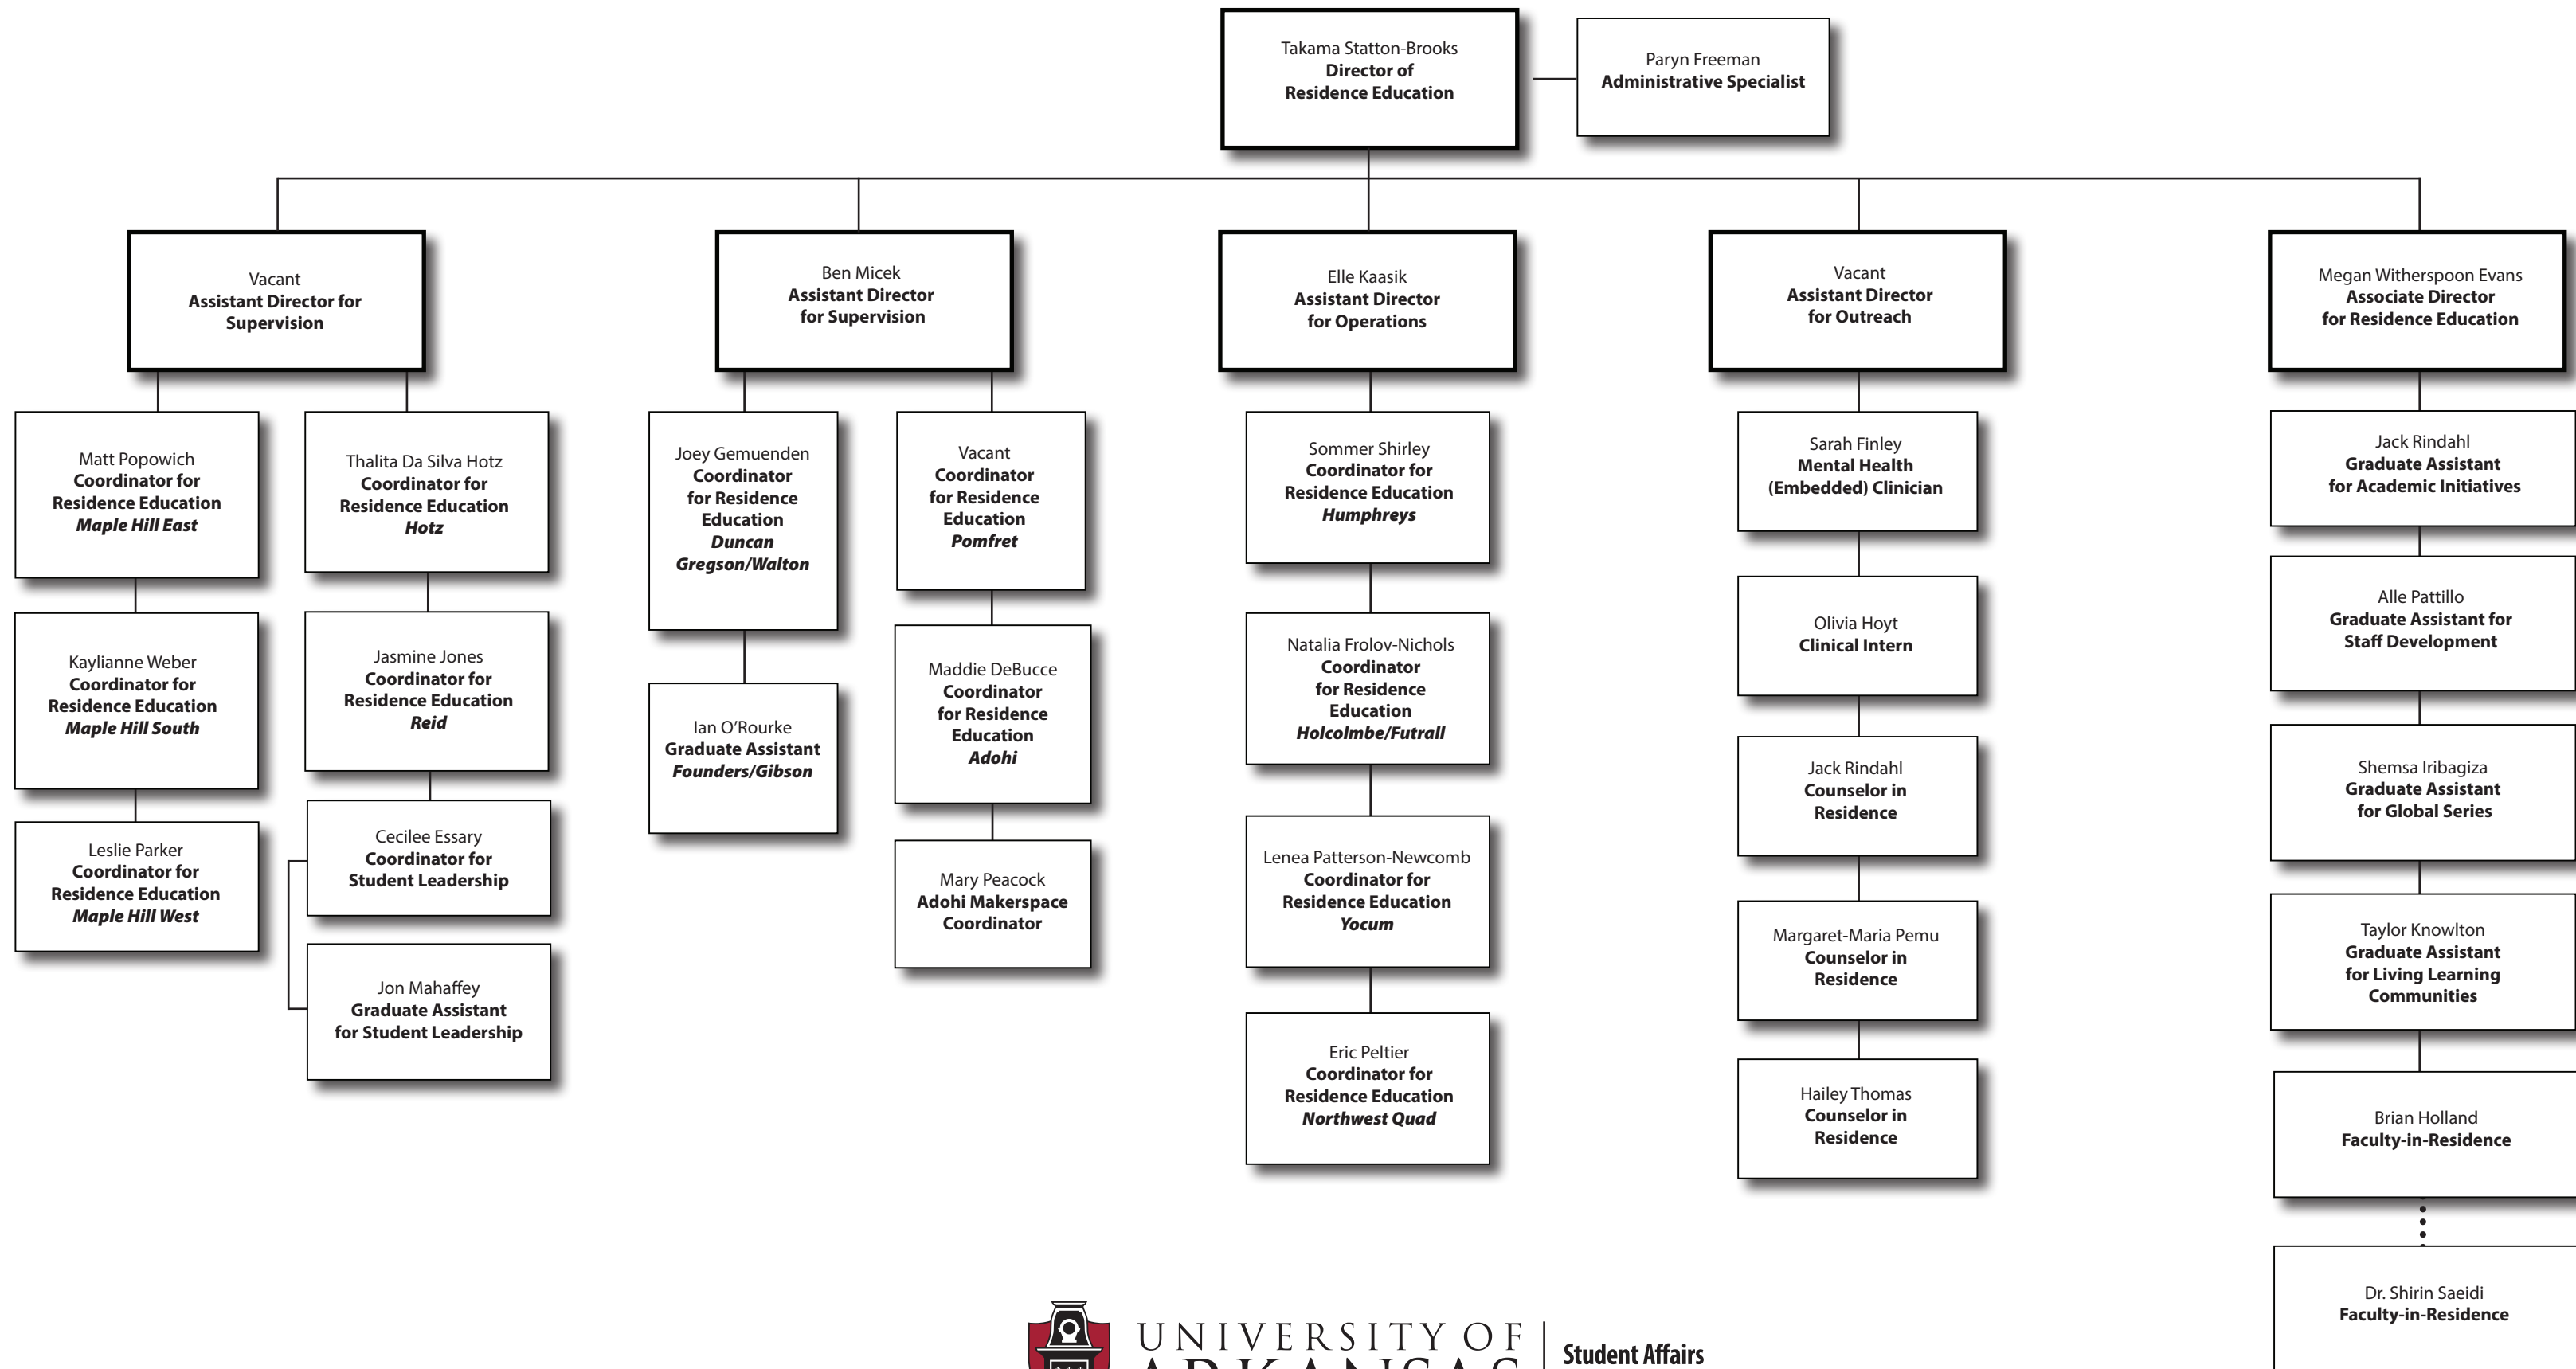 Takama Statton-Brooks
Director of
Residence Education
Paryn Freeman
Administrative Specialist
Vacant
Assistant Director for
Supervision
Ben Micek
Assistant Director
for Supervision
Elle Kaasik
Assistant Director
for Operations
Vacant
Assistant Director
for Outreach
Megan Witherspoon Evans
Associate Director
for Residence Education
Matt Popowich
Coordinator for
Residence Education
Maple Hill East
Kaylianne Weber
Coordinator for
Residence Education
Maple Hill South
Leslie Parker
Coordinator for
Residence Education
Maple Hill West
Thalita Da Silva Hotz
Coordinator for
Residence Education
Hotz
Jasmine Jones
Coordinator for
Residence Education
Reid
Cecilee Essary
Coordinator for
Student Leadership
Jon Mahaffey
Graduate Assistant
for Student Leadership
Joey Gemuenden
Coordinator
for Residence
Education
Duncan
Gregson/Walton
Ian O’Rourke
Graduate Assistant
Founders/Gibson
Vacant
Coordinator
for Residence
Education
Pomfret
Maddie DeBucce
Coordinator
for Residence
Education
Adohi
Mary Peacock
Adohi Makerspace
Coordinator
Sommer Shirley
Coordinator for
Residence Education
Humphreys
Natalia Frolov-Nichols
Coordinator
for Residence
Education
Holcolmbe/Futrall
Lenea Patterson-Newcomb
Coordinator for
Residence Education
Yocum
Eric Peltier
Coordinator for
Residence Education
Northwest Quad
Sarah Finley
Mental Health
(Embedded) Clinician
Olivia Hoyt
Clinical Intern
Jack Rindahl
Counselor in
Residence
Margaret-Maria Pemu
Counselor in
Residence
Hailey Thomas
Counselor in
Residence
Jack Rindahl
Graduate Assistant
for Academic Initiatives
Alle Pattillo
Graduate Assistant for
Staff Development
Shemsa Iribagiza
Graduate Assistant
for Global Series
Taylor Knowlton
Graduate Assistant
for Living Learning
Communities
Brian Holland
Faculty-in-Residence
Dr. Shirin Saeidi
Faculty-in-Residence
UNIVERSITY OF
ARKANSAS
Student Affairs